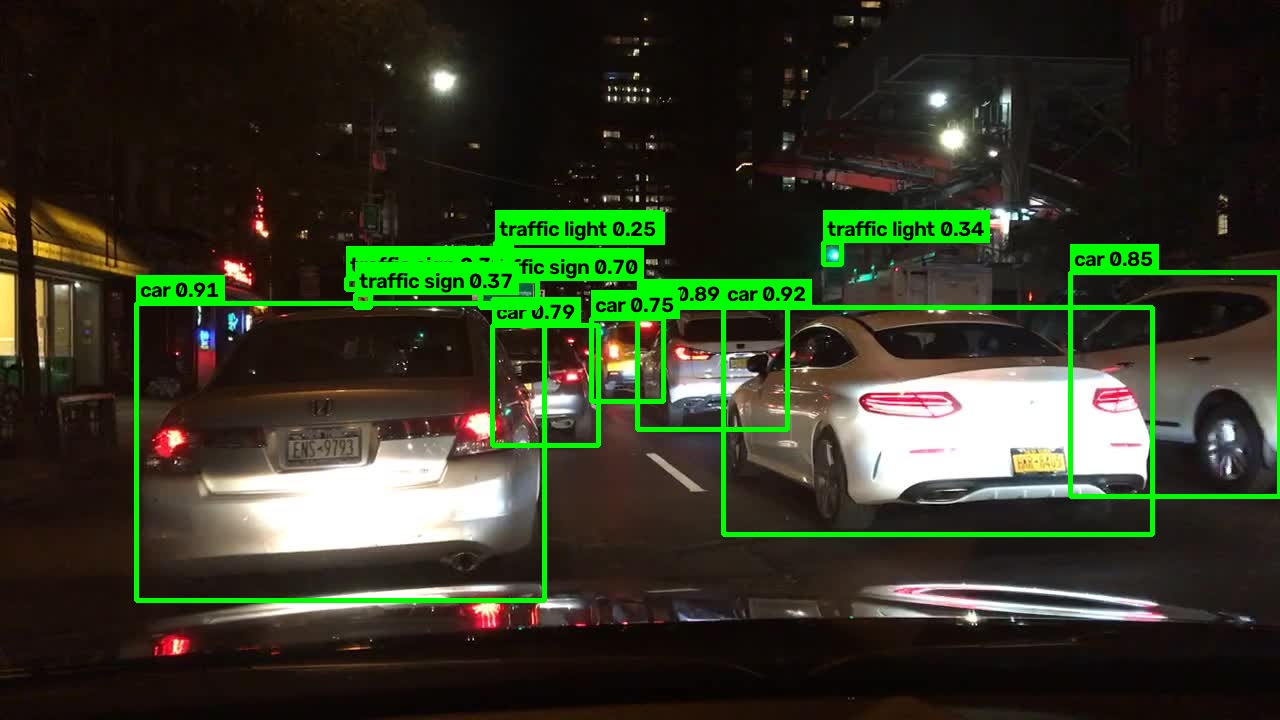 traffic light 0.25
traffic light 0.34
car 0.85
traffic sign 0.37
ffic sign 0.70
car 0.91
car 0.79
car 0.75
0.89
car 0.92
ENS 9793